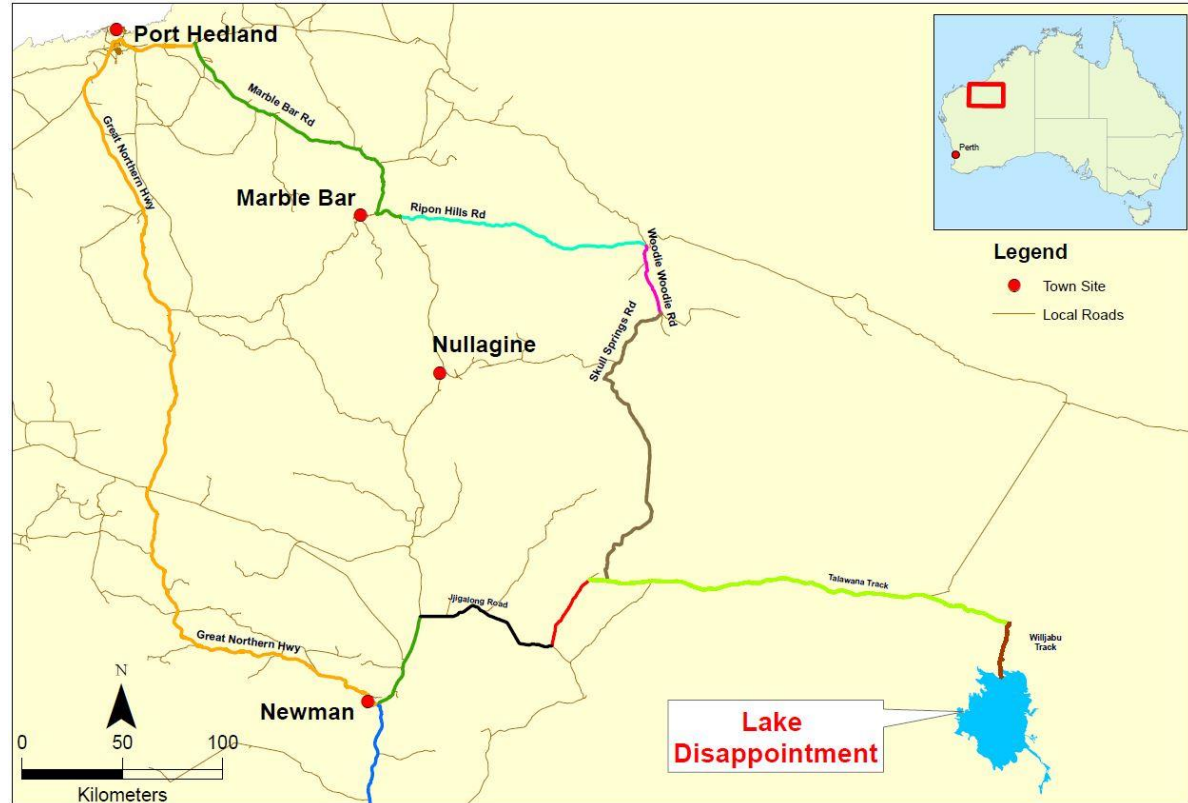 Port Hedland
Marble Bar Rd
Great Northern Hwy
Marble Bar
Ripon Hills Rd
Woodie Woodie Rd
Skull Springs Rd
Nullagine
Jjigalong Road
Talawana Track
Willjabu
Track
Great Northern Hwy
Newman
Lake
Disappointment
N
0 50 100
Kilometers
Perth
Legend
Town Site
Local Roads